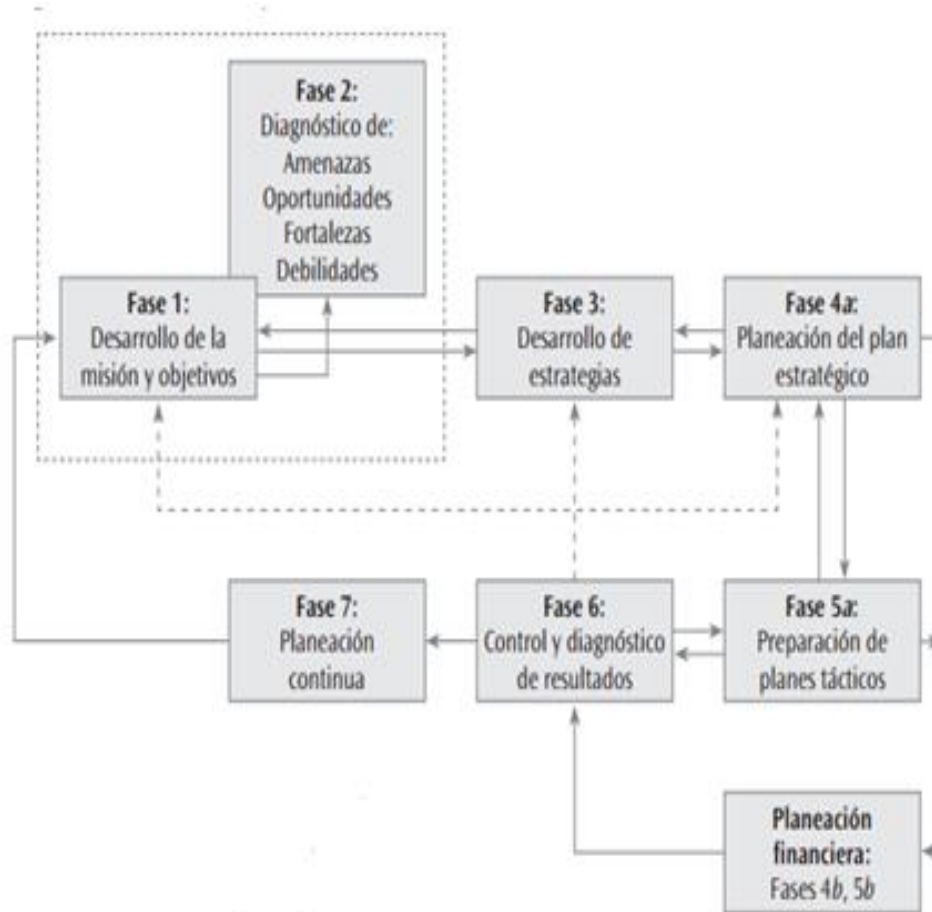 Fase 2:
Diagnóstico de:
Amenazas
Oportunidades
Fortalezas
Debilidades
Fase 1:
Desarrollo de la
misión y objetivos
Fase 3:
Desarrollo de
estrategias
Fase 4a:
Planeación del plan
estratégico
Fase 7:
Planeación
continua
Fase 6:
Control y diagnóstico
de resultados
Fase 5a:
Preparación de
planes tácticos
Planeación
financiera:
Fases 4b, 5b